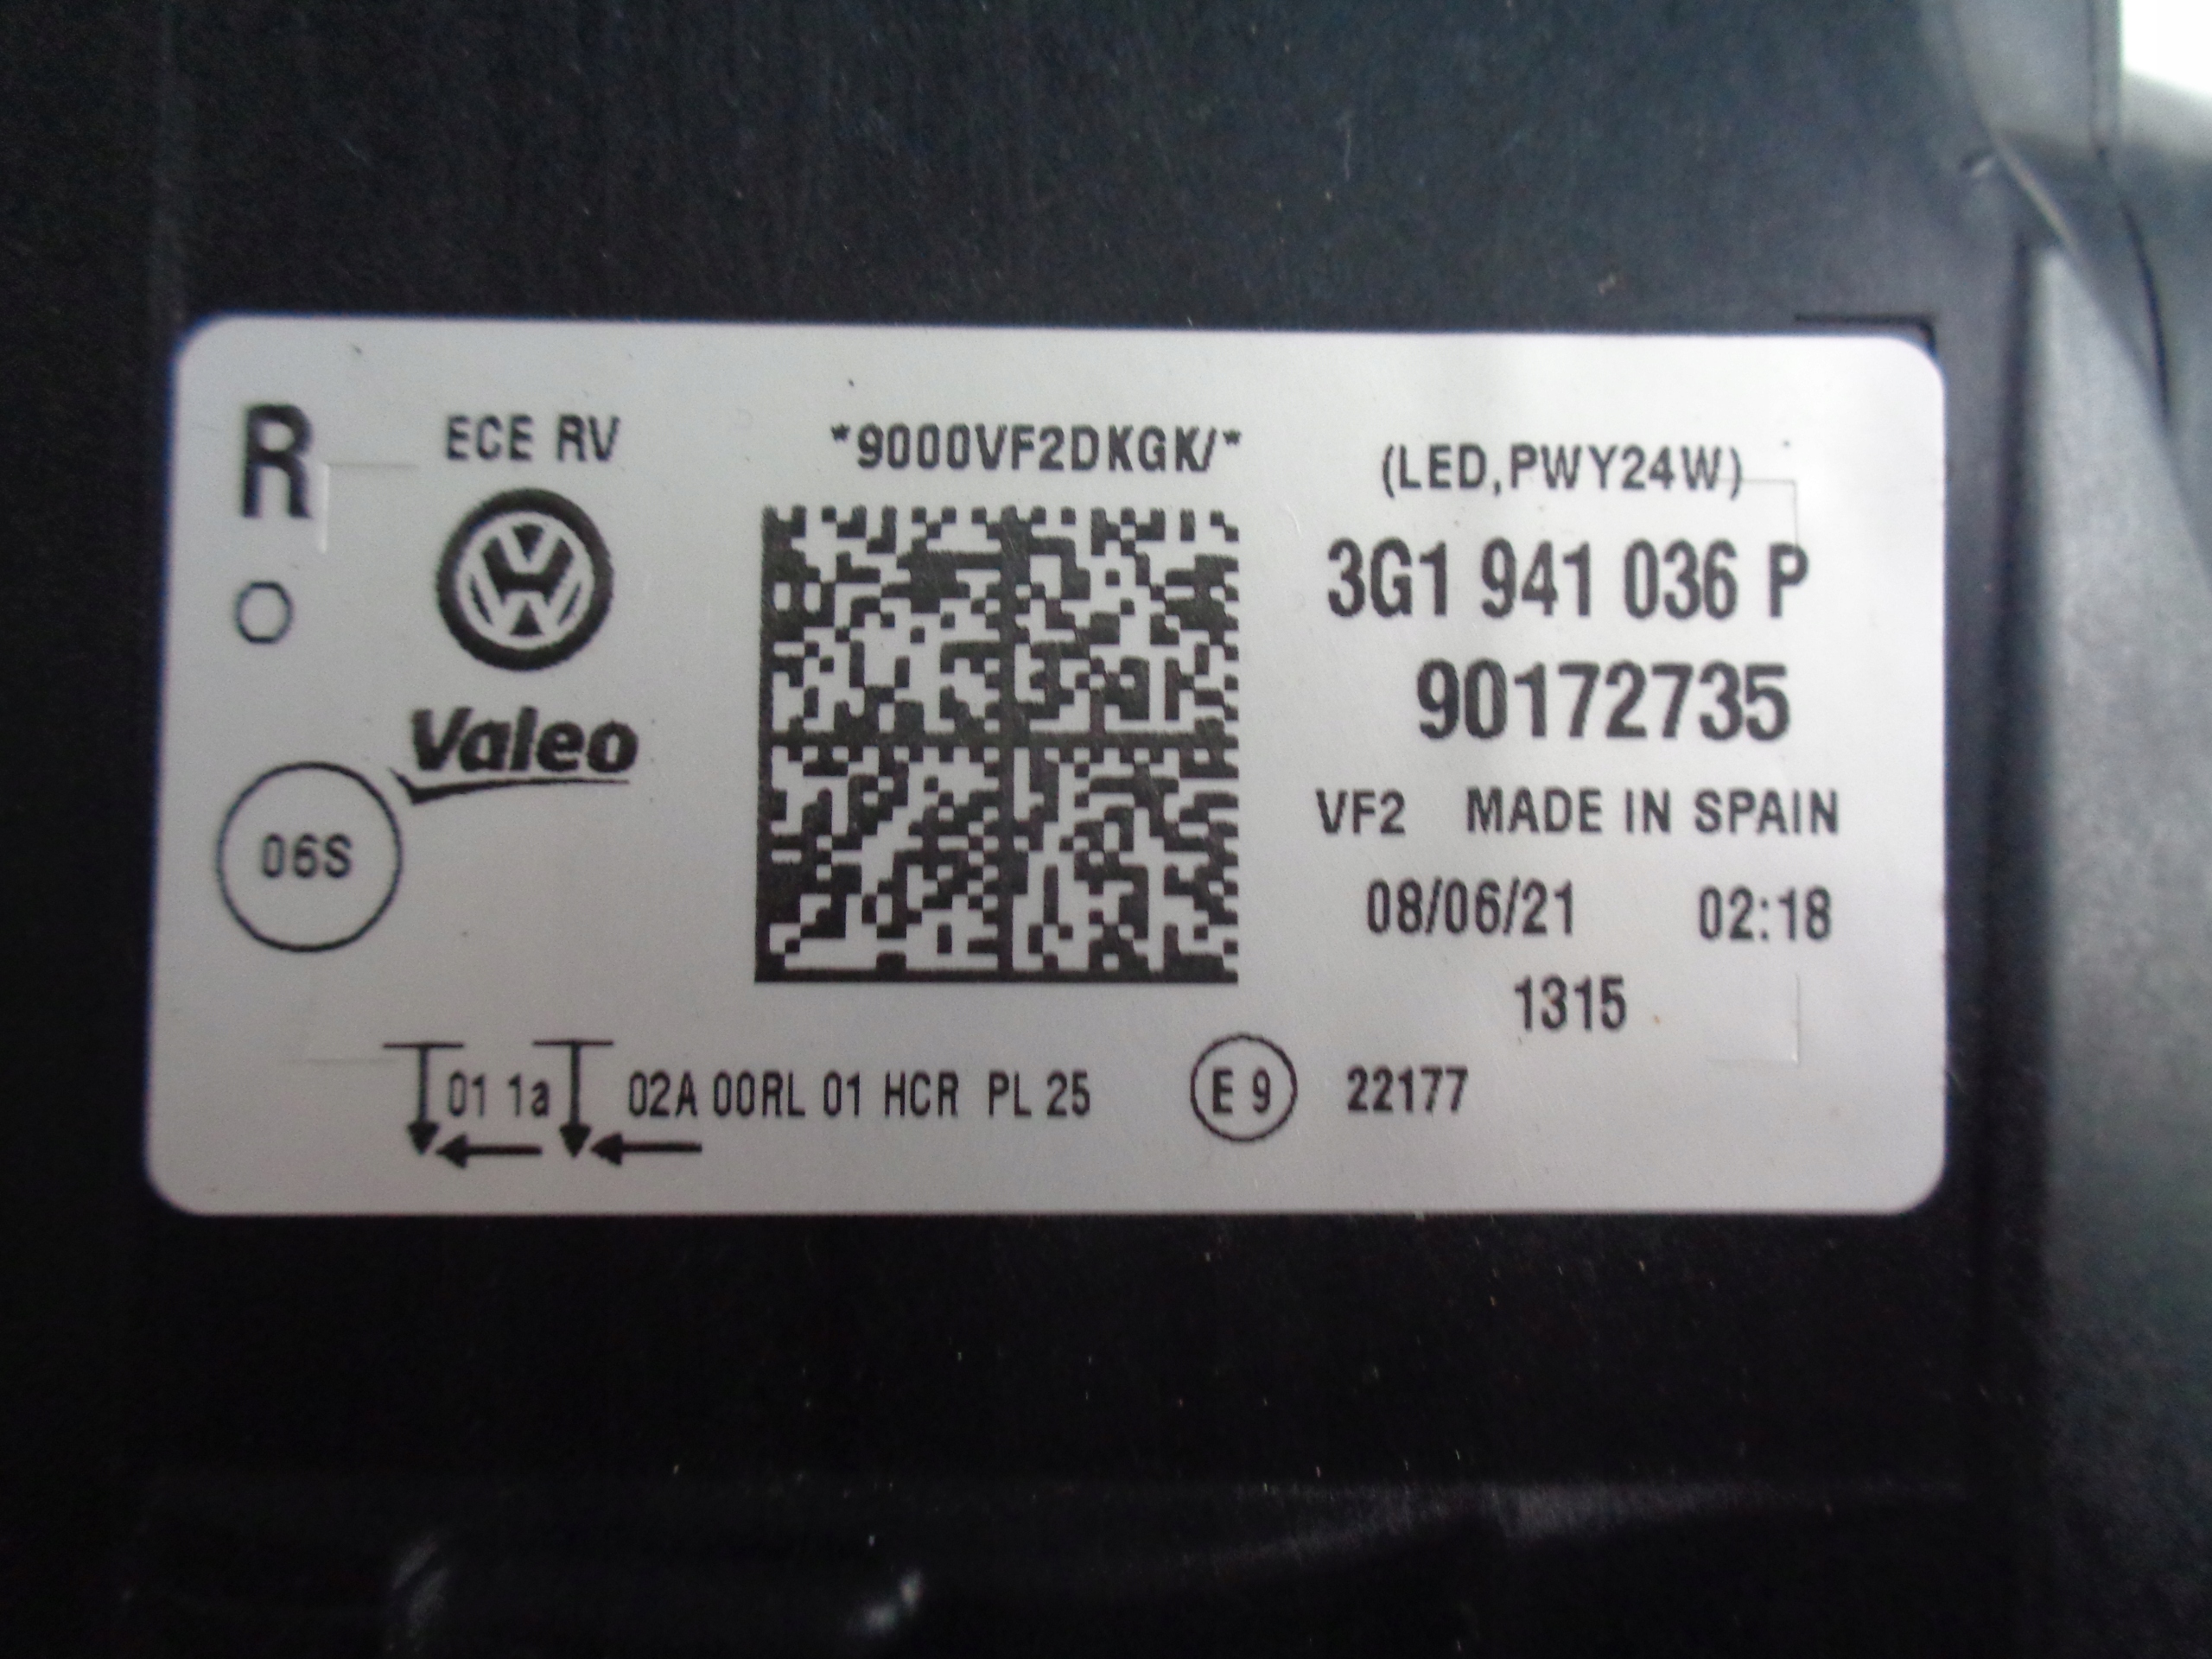 R
ECE RV
*9000VF2DKGK/*
(LED,PWY24W)
3G1 941 036 P
90172735
Valeo
06S
VF2 MADE IN SPAIN
08/06/21 02:18
1315
01 1a 02A 00RL 01 HCR PL 25 E 9 22177